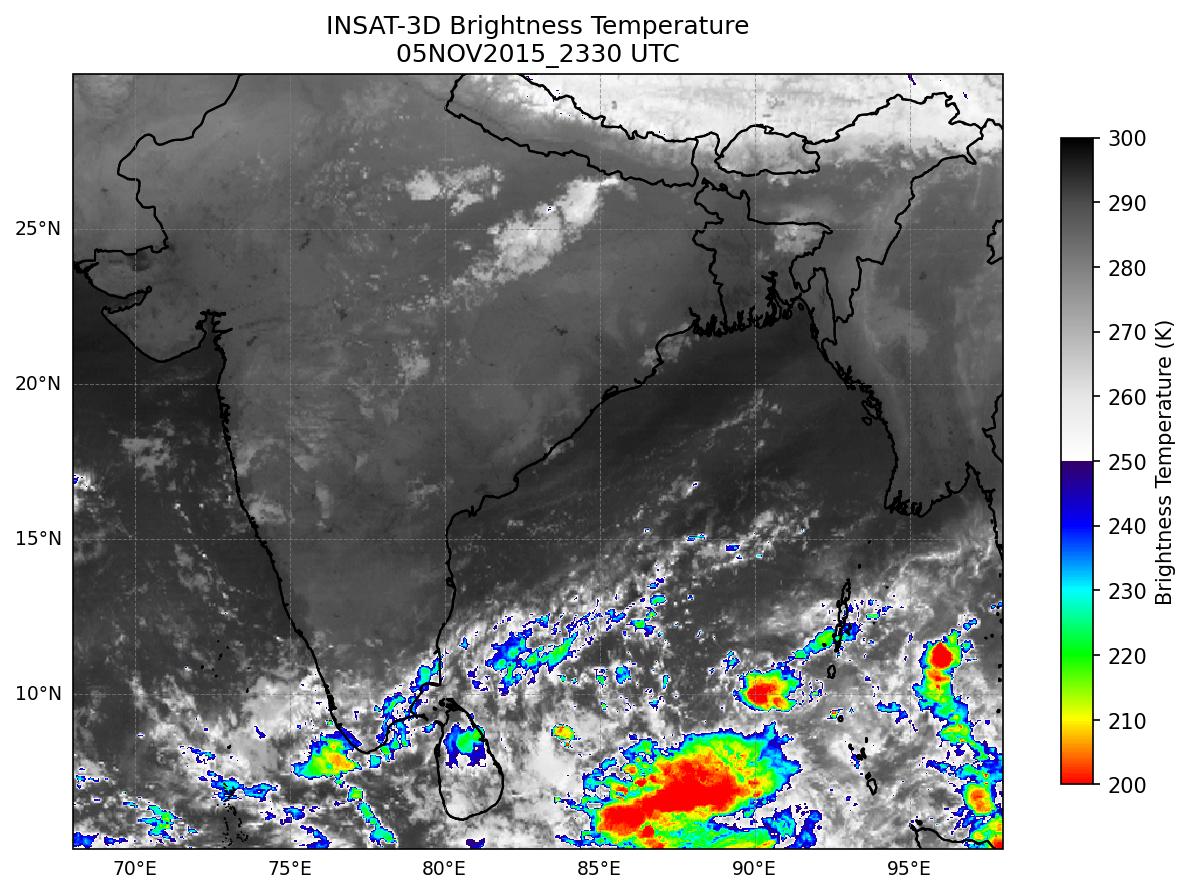 INSAT-3D Brightness Temperature
05NOV2015_2330 UTC
25°N
20°N
15°N
10°N
70°E
75°E
80°E
85°E
90°E
95°E
300
290
280
270
260
250
240
230
220
210
200
Brightness Temperature (K)